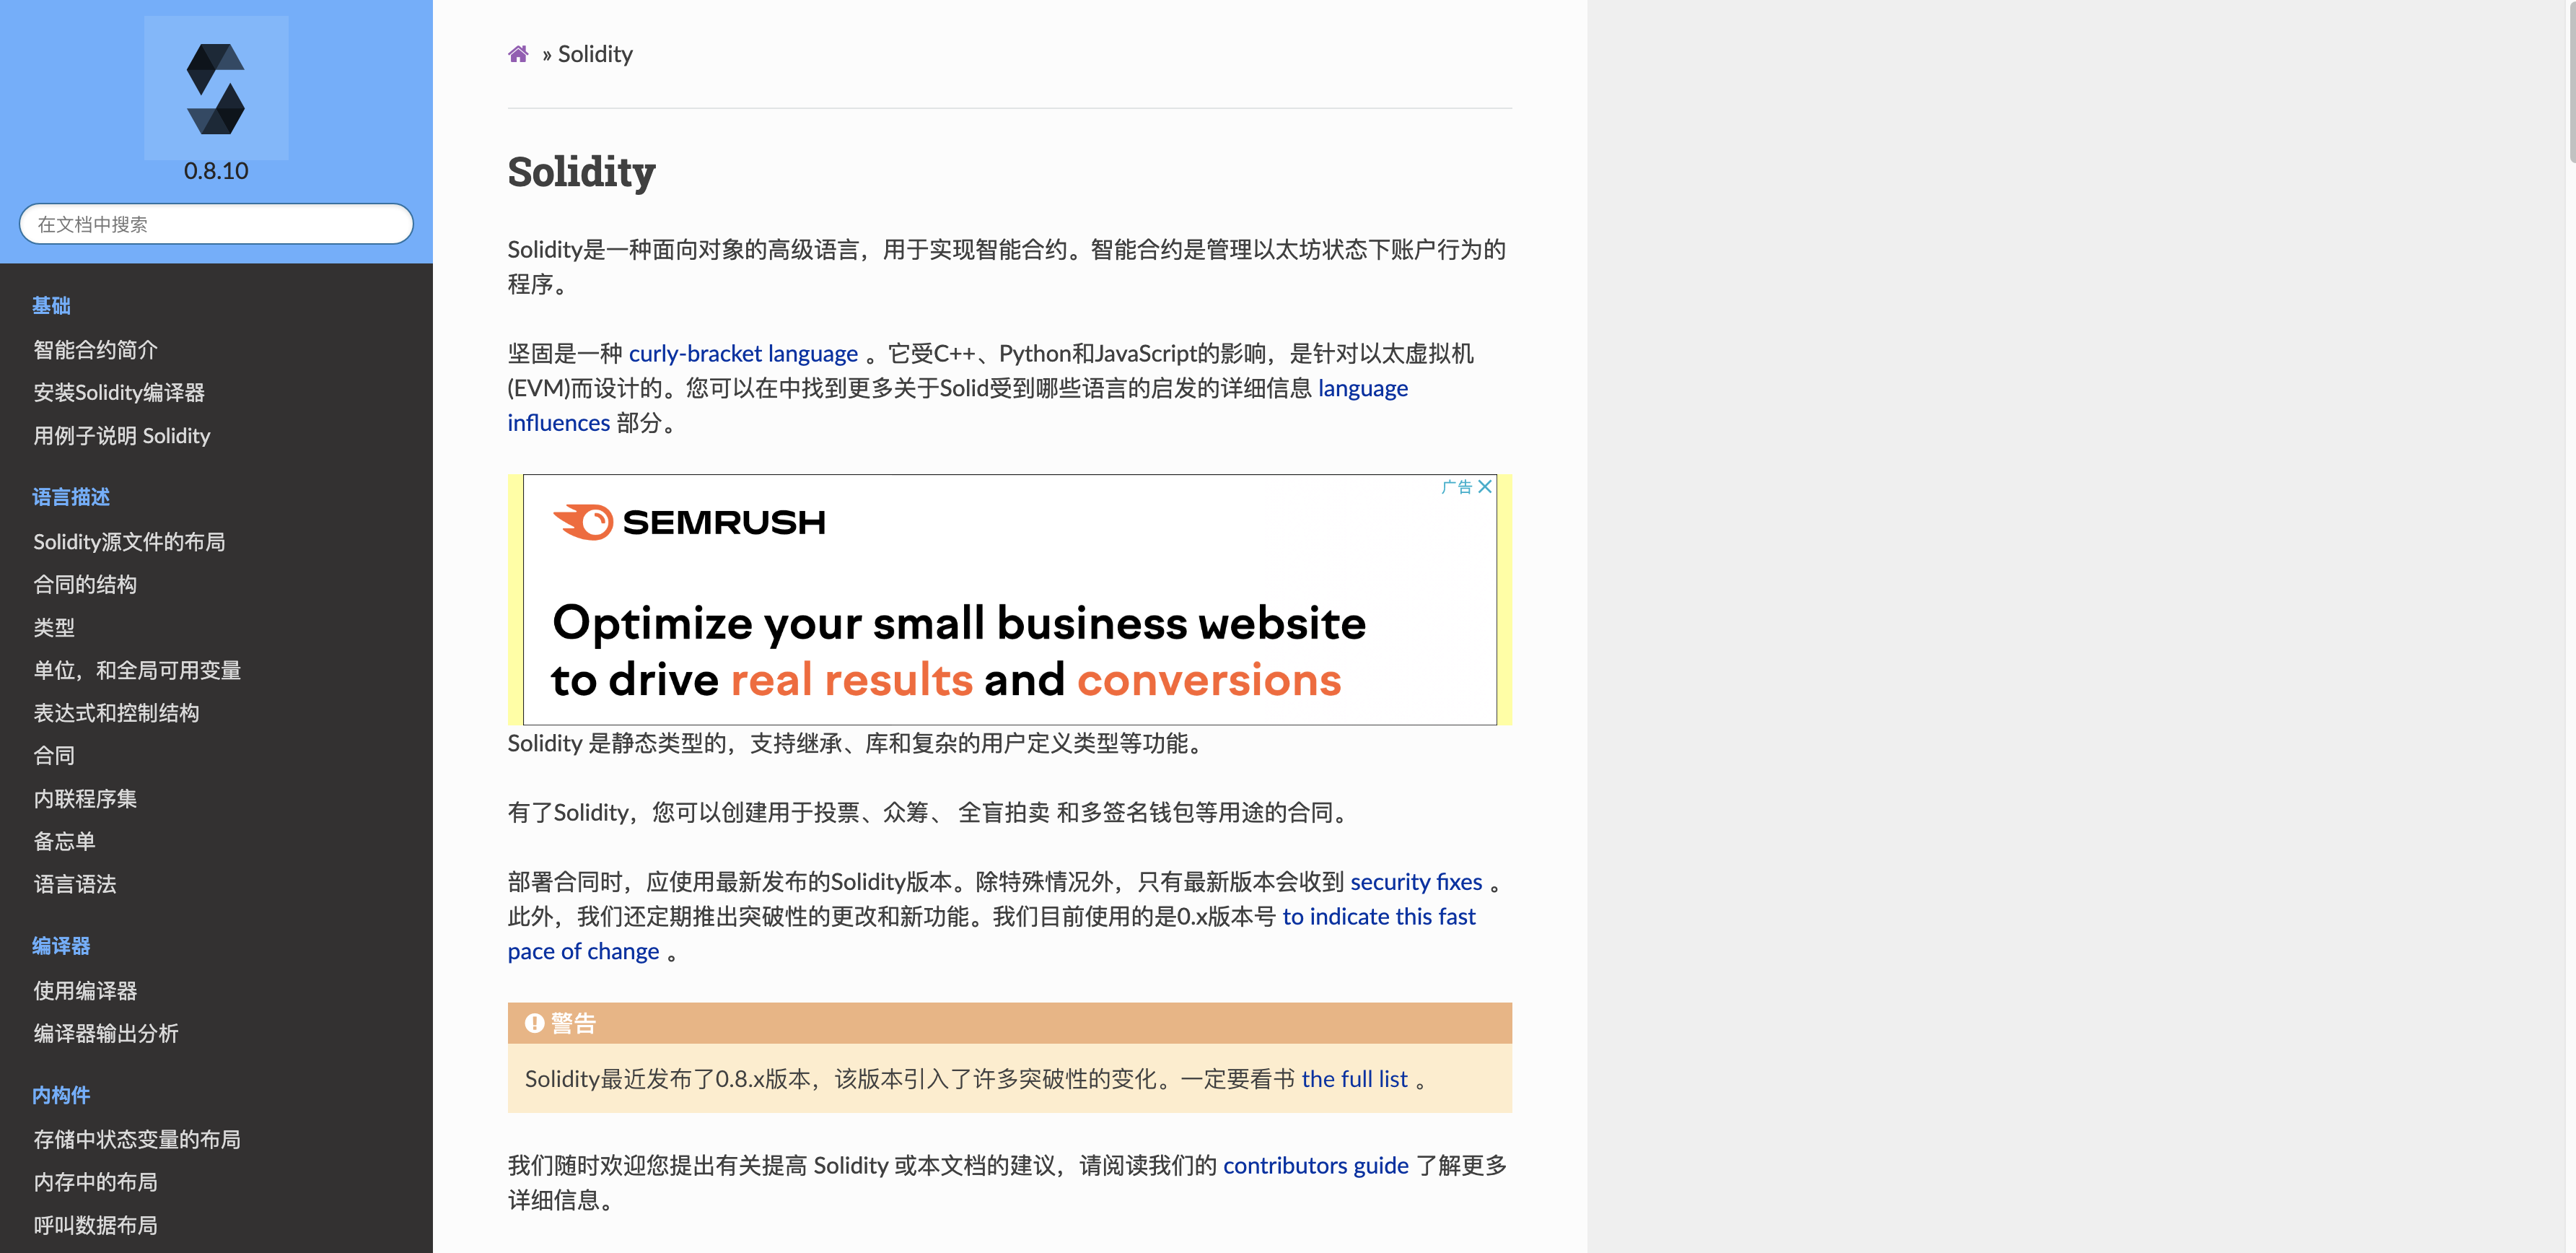 0.8.10
在文档中搜索
基础
智能合约简介
安装Solidity编译器
用例子说明 Solidity
语言描述
Solidity源文件的布局
合同的结构
类型
单位，和全局可用变量
表达式和控制结构
合同
内联程序集
备忘单
语言语法
编译器
使用编译器
编译器输出分析
内构件
存储中状态变量的布局
内存中的布局
呼叫数据布局
» Solidity
Solidity
Solidity是一种面向对象的高级语言，用于实现智能合约。智能合约是管理以太坊状态下账户行为的
程序。
坚固是一种 curly-bracket language 。它受C++、Python和JavaScript的影响，是针对以太虚拟机
(EVM)而设计的。您可以在中找到更多关于Solid受到哪些语言的启发的详细信息 language
influences 部分。
广告
SEMRUSH
Optimize your small business website
to drive real results and conversions
Solidity 是静态类型的，支持继承、库和复杂的用户定义类型等功能。
有了Solidity，您可以创建用于投票、众筹、 全盲拍卖 和多签名钱包等用途的合同。
部署合同时，应使用最新发布的Solidity版本。除特殊情况外，只有最新版本会收到 security fixes 。
此外，我们还定期推出突破性的更改和新功能。我们目前使用的是0.x版本号 to indicate this fast
pace of change 。
警告
Solidity最近发布了0.8.x版本，该版本引入了许多突破性的变化。一定要看书 the full list 。
我们随时欢迎您提出有关提高 Solidity 或本文档的建议，请阅读我们的 contributors guide 了解更多
详细信息。